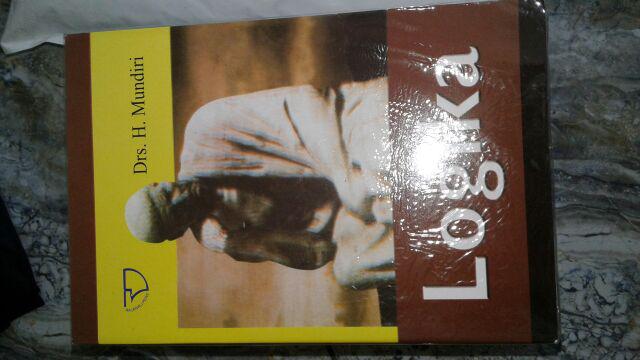 Drs. H. Mundiri
Logika